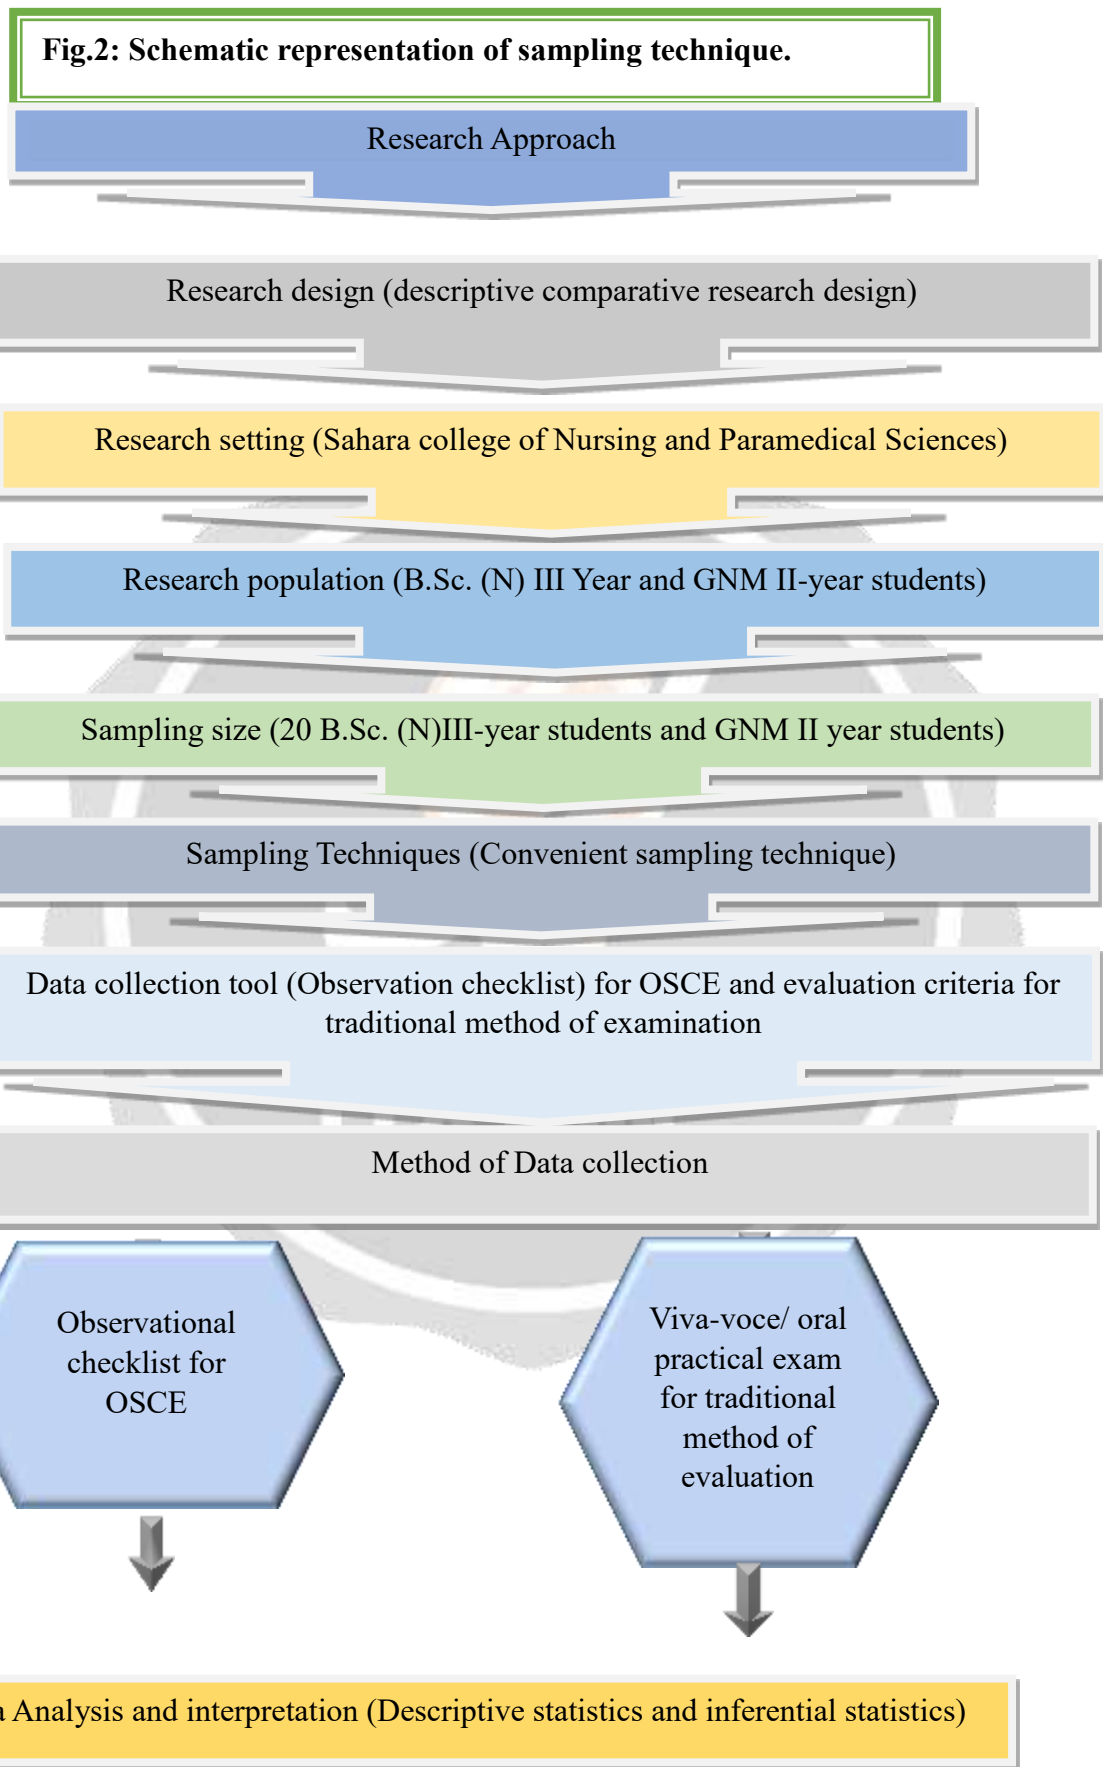 Fig.2: Schematic representation of sampling technique.
Research Approach
Research design (descriptive comparative research design)
Research setting (Sahara college of Nursing and Paramedical Sciences)
Research population (B.Sc. (N) III Year and GNM II-year students)
Sampling size (20 B.Sc. (N)III-year students and GNM II year students)
Sampling Techniques (Convenient sampling technique)
Data collection tool (Observation checklist) for OSCE and evaluation criteria for
traditional method of examination
Method of Data collection
Observational
checklist for
OSCE
Viva-voce/ oral
practical exam
for traditional
method of
evaluation
a Analysis and interpretation (Descriptive statistics and inferential statistics)